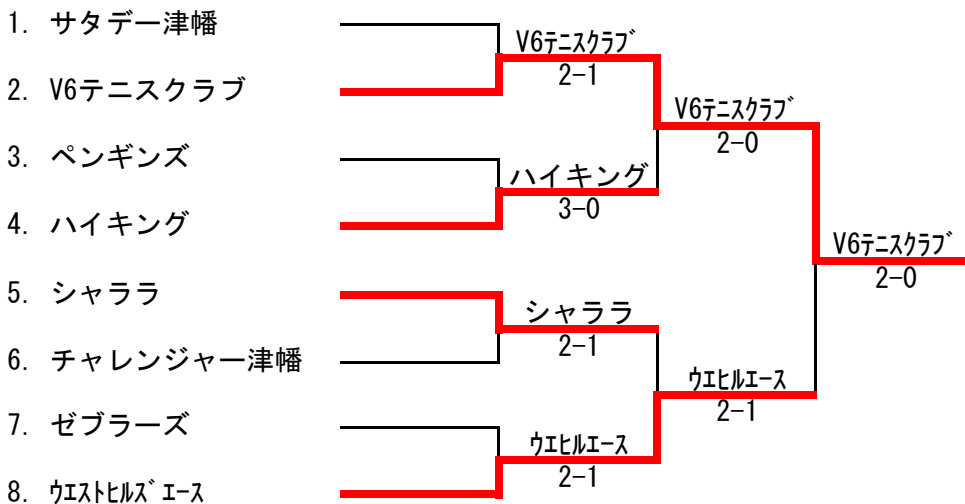 1. サタデー津幡
V6ﾃﾆｽｸﾗﾌﾞ
2-1
2. V6テニスクラブ
V6ﾃﾆｽｸﾗﾌﾞ
2-0
3. ペンギンズ
ハイキング
3-0
4. ハイキング
V6ﾃﾆｽｸﾗﾌﾞ
2-0
5. シャララ
シャララ
2-1
6. チャレンジャー津幡
ｳｴﾋﾙｴｰｽ
2-1
7. ゼブラーズ
ｳｴﾋﾙｴｰｽ
2-1
8. ｳｴｽﾄﾋﾙｽﾞｴｰｽ